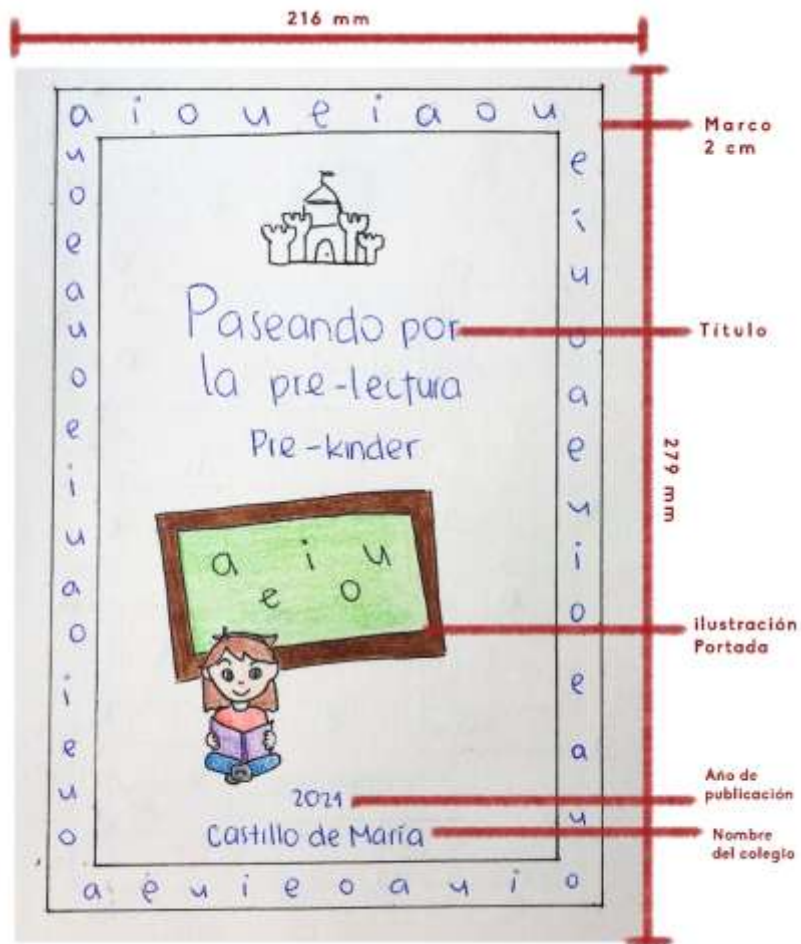 216 mm
a i o u e i a o u
Marco
2 cm
u
o
e
a
u
o
e
i
u
a
o
i
e
u
o
Paseando por
la pre-lectura
Pre-kinder
Título
a i u
e o
ilustración
Portada
2021
Año de
publicación
Castillo de María
Nombre
del colegio
e
í
u
o
a
e
u
i
o
e
a
u
279 mm
a e u i e o a u i o